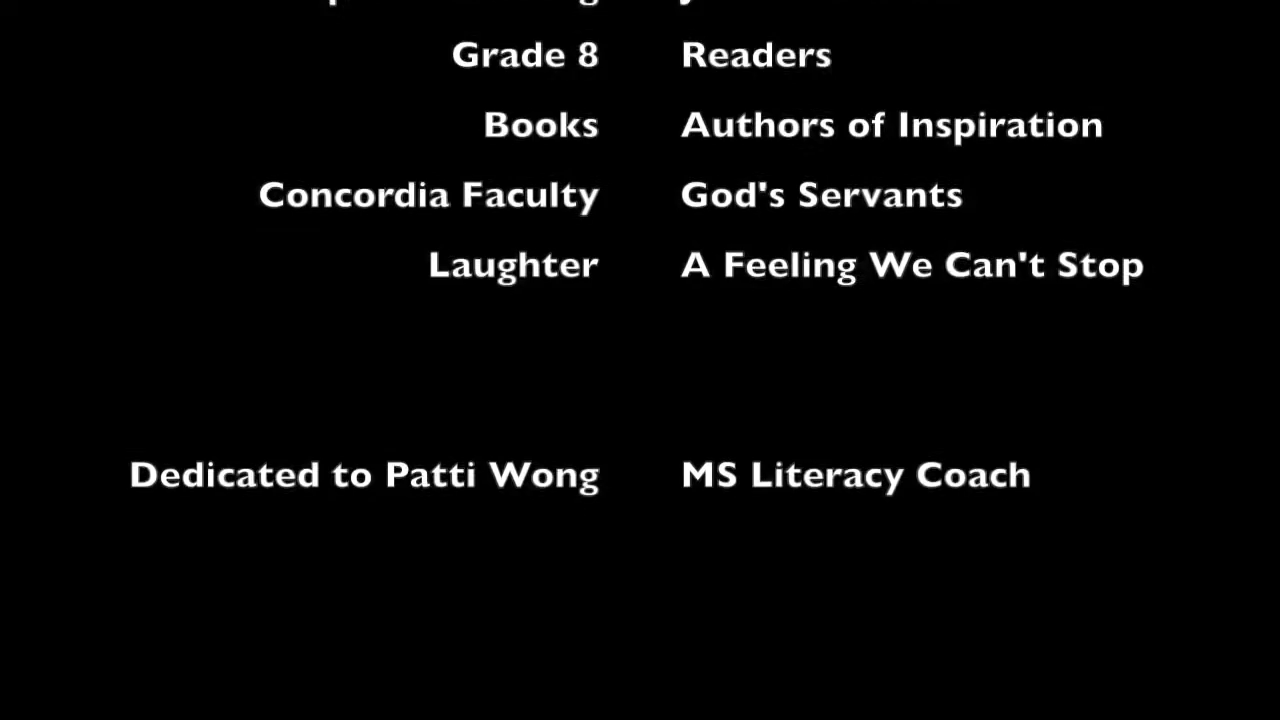 Grade 8 Readers
Books Authors of Inspiration
Concordia Faculty God's Servants
Laughter A Feeling We Can't Stop
Dedicated to Patti Wong MS Literacy Coach